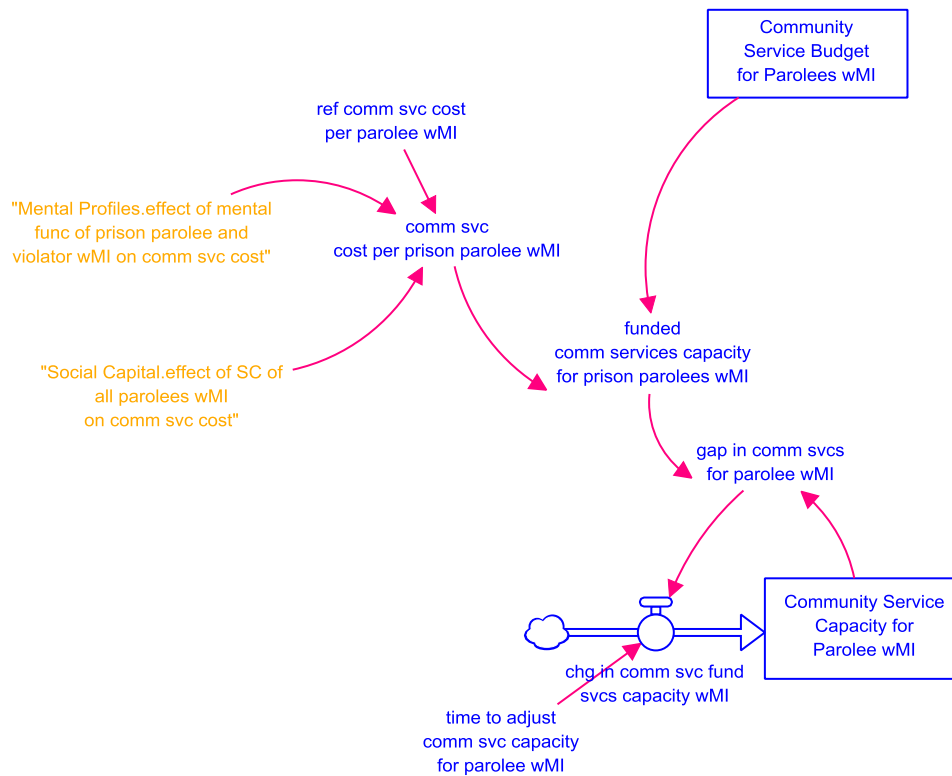 Community
Service Budget
for Parolees wMI
ref comm svc cost
per parolee wMI
"Mental Profiles.effect of mental
func of prison parolee and
violator wMI on comm svc cost"
comm svc
cost per prison parolee wMI
funded
comm services capacity
for prison parolees wMI
"Social Capital.effect of SC of
all parolees wMI
on comm svc cost"
gap in comm svcs
for parolee wMI
Community Service
Capacity for
Parolee wMI
chg in comm svc fund
svcs capacity wMI
time to adjust
comm svc capacity
for parolee wMI